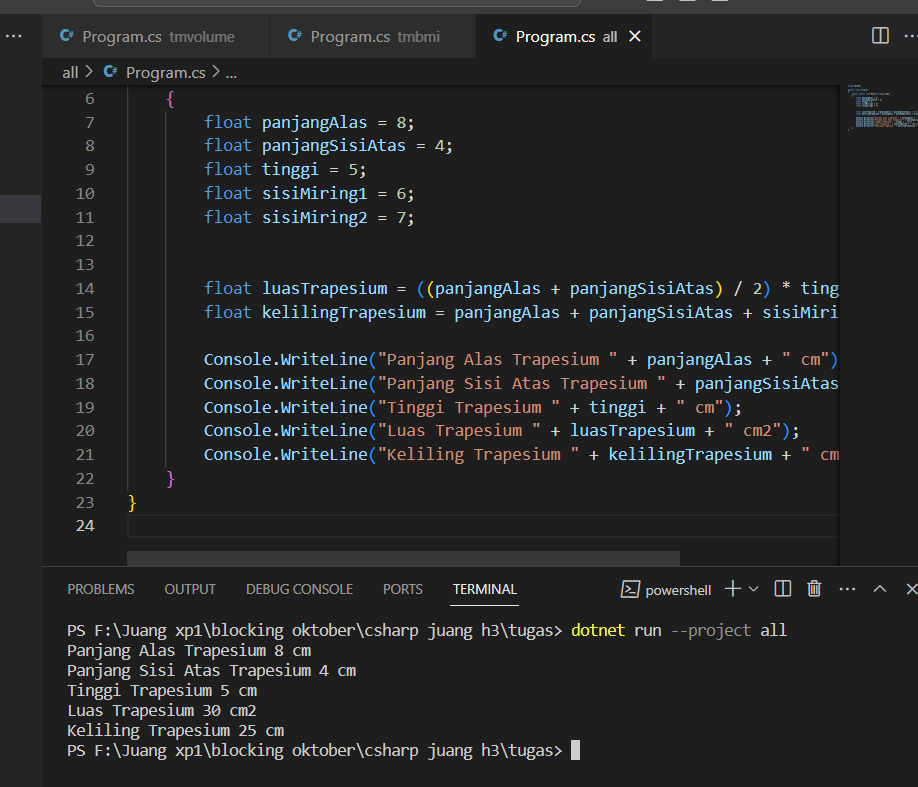 Program.cs tmvolume
Program.cs tmbmi
Program.cs all
all > Program.cs > ...
6 {
7 float panjangAlas = 8;
8 float panjangSisiAtas = 4;
9 float tinggi = 5;
10 float sisiMiring1 = 6;
11 float sisiMiring2 = 7;
12
13
14 float luasTrapesium = ((panjangAlas + panjangSisiAtas) / 2) * ting
15 float kelilingTrapesium = panjangAlas + panjangSisiAtas + sisiMiri
16
17 Console.WriteLine("Panjang Alas Trapesium " + panjangAlas + " cm")
18 Console.WriteLine("Panjang Sisi Atas Trapesium " + panjangSisiAtas
19 Console.WriteLine("Tinggi Trapesium " + tinggi + " cm");
20 Console.WriteLine("Luas Trapesium " + luasTrapesium + " cm2");
21 Console.WriteLine("Keliling Trapesium " + kelilingTrapesium + " cm
22 }
23 }
24
PROBLEMS OUTPUT DEBUG CONSOLE PORTS TERMINAL powershell
PS F:\Juang xp1\blocking oktober\csharp juang h3\tugas> dotnet run --project all
Panjang Alas Trapesium 8 cm
Panjang Sisi Atas Trapesium 4 cm
Tinggi Trapesium 5 cm
Luas Trapesium 30 cm2
Keliling Trapesium 25 cm
PS F:\Juang xp1\blocking oktober\csharp juang h3\tugas>